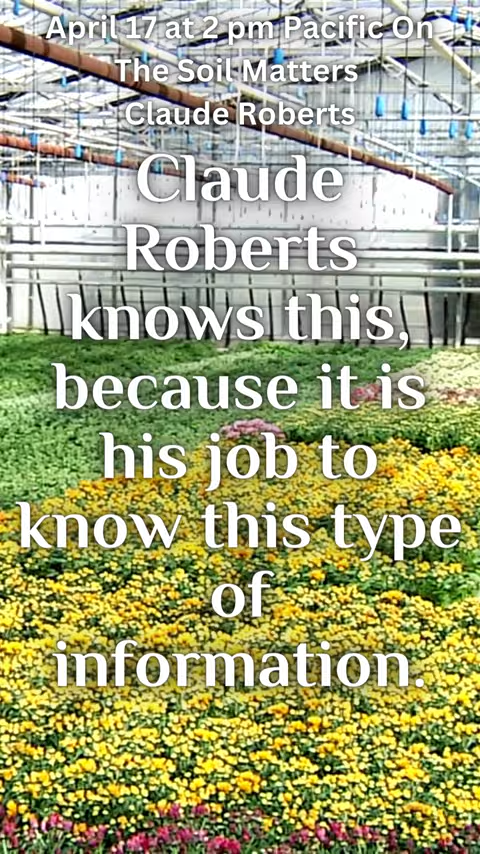 April 17 at 2 pm Pacific On
The Soil Matters
Claude Roberts
Claude
Roberts
knows this,
because it is
his job to
know this type
of
information.